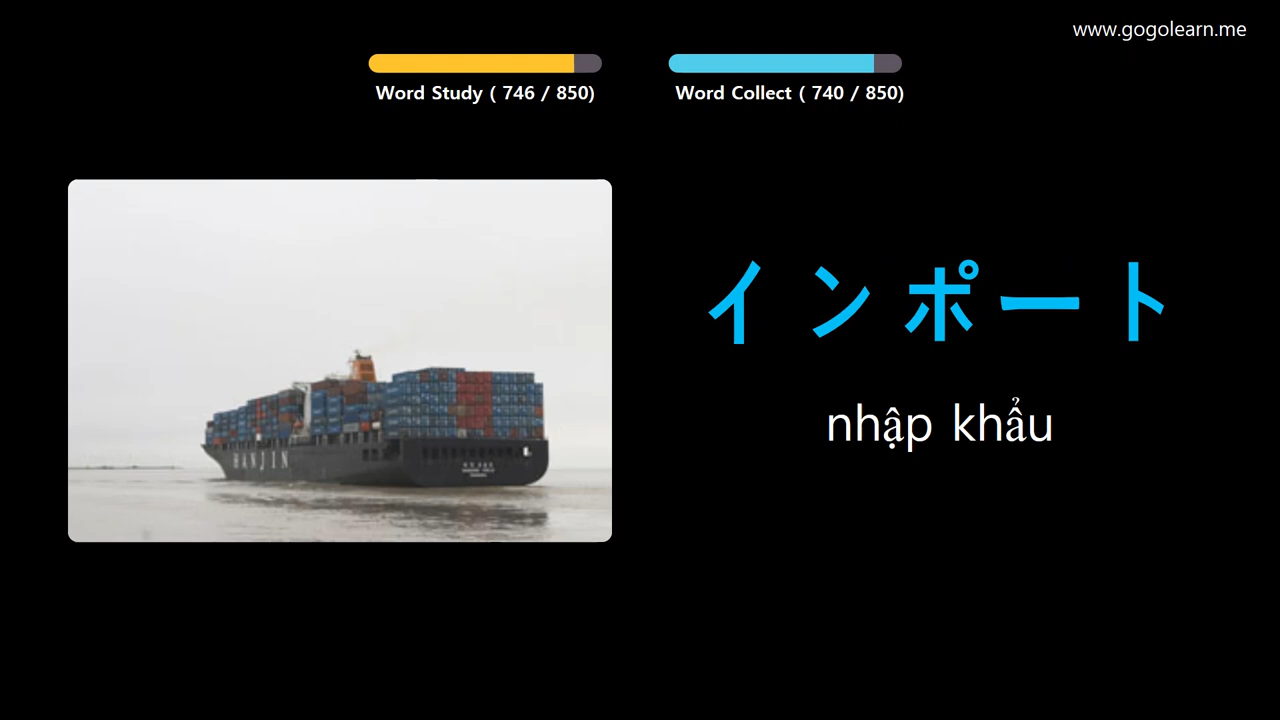 www.gogolearn.me
Word Study ( 746 / 850)
Word Collect ( 740 / 850)
インポート
nhập khẩu
HANJIN